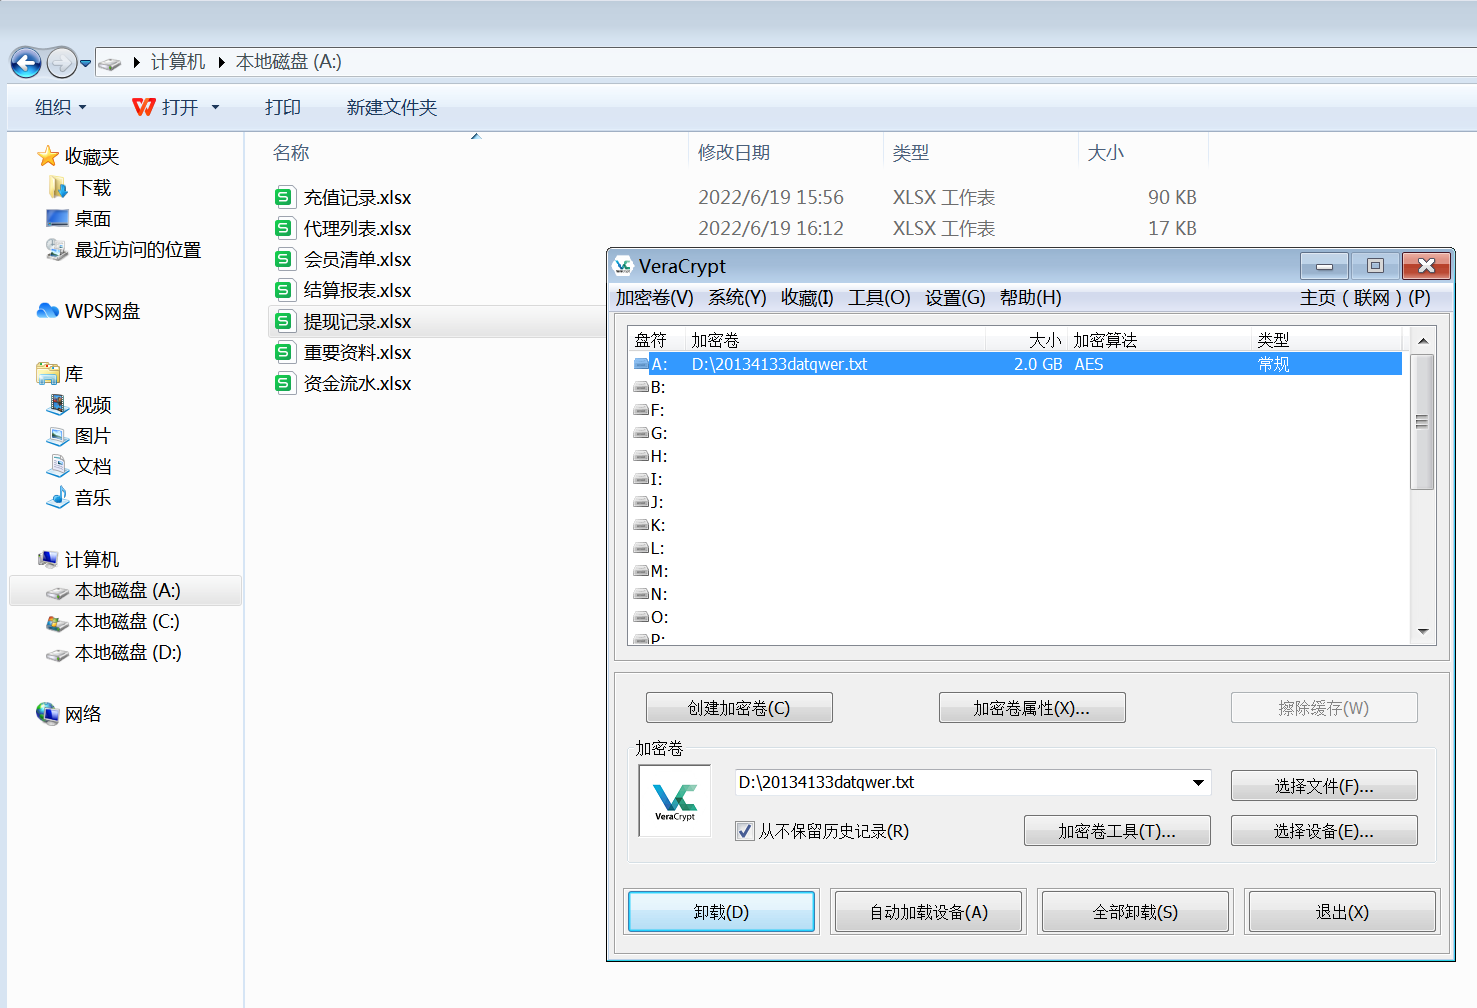 计算机 本地磁盘 (A:)
组织 打开 打印 新建文件夹
收藏夹
下载
桌面
最近访问的位置
WPS网盘
库
视频
图片
文档
音乐
计算机
本地磁盘 (A:)
本地磁盘 (C:)
本地磁盘 (D:)
网络
名称 修改日期 类型 大小
充值记录.xlsx 2022/6/19 15:56 XLSX 工作表 90 KB
代理列表.xlsx 2022/6/19 16:12 XLSX 工作表 17 KB
会员清单.xlsx
结算报表.xlsx
提现记录.xlsx
重要资料.xlsx
资金流水.xlsx
VeraCrypt
加密卷(V) 系统(Y) 收藏(I) 工具(O) 设置(G) 帮助(H) 主页（联网）(P)
盘符 加密卷 大小 加密算法 类型
A: D:\20134133datqwer.txt 2.0 GB AES 常规
B:
F:
G:
H:
I:
J:
K:
L:
M:
N:
O:
P:
创建加密卷(C) 加密卷属性(X)... 擦除缓存(W)
加密卷
VeraCrypt
D:\20134133datqwer.txt 选择文件(F)...
从不保留历史记录(R) 加密卷工具(T)... 选择设备(E)...
卸载(D) 自动加载设备(A) 全部卸载(S) 退出(X)